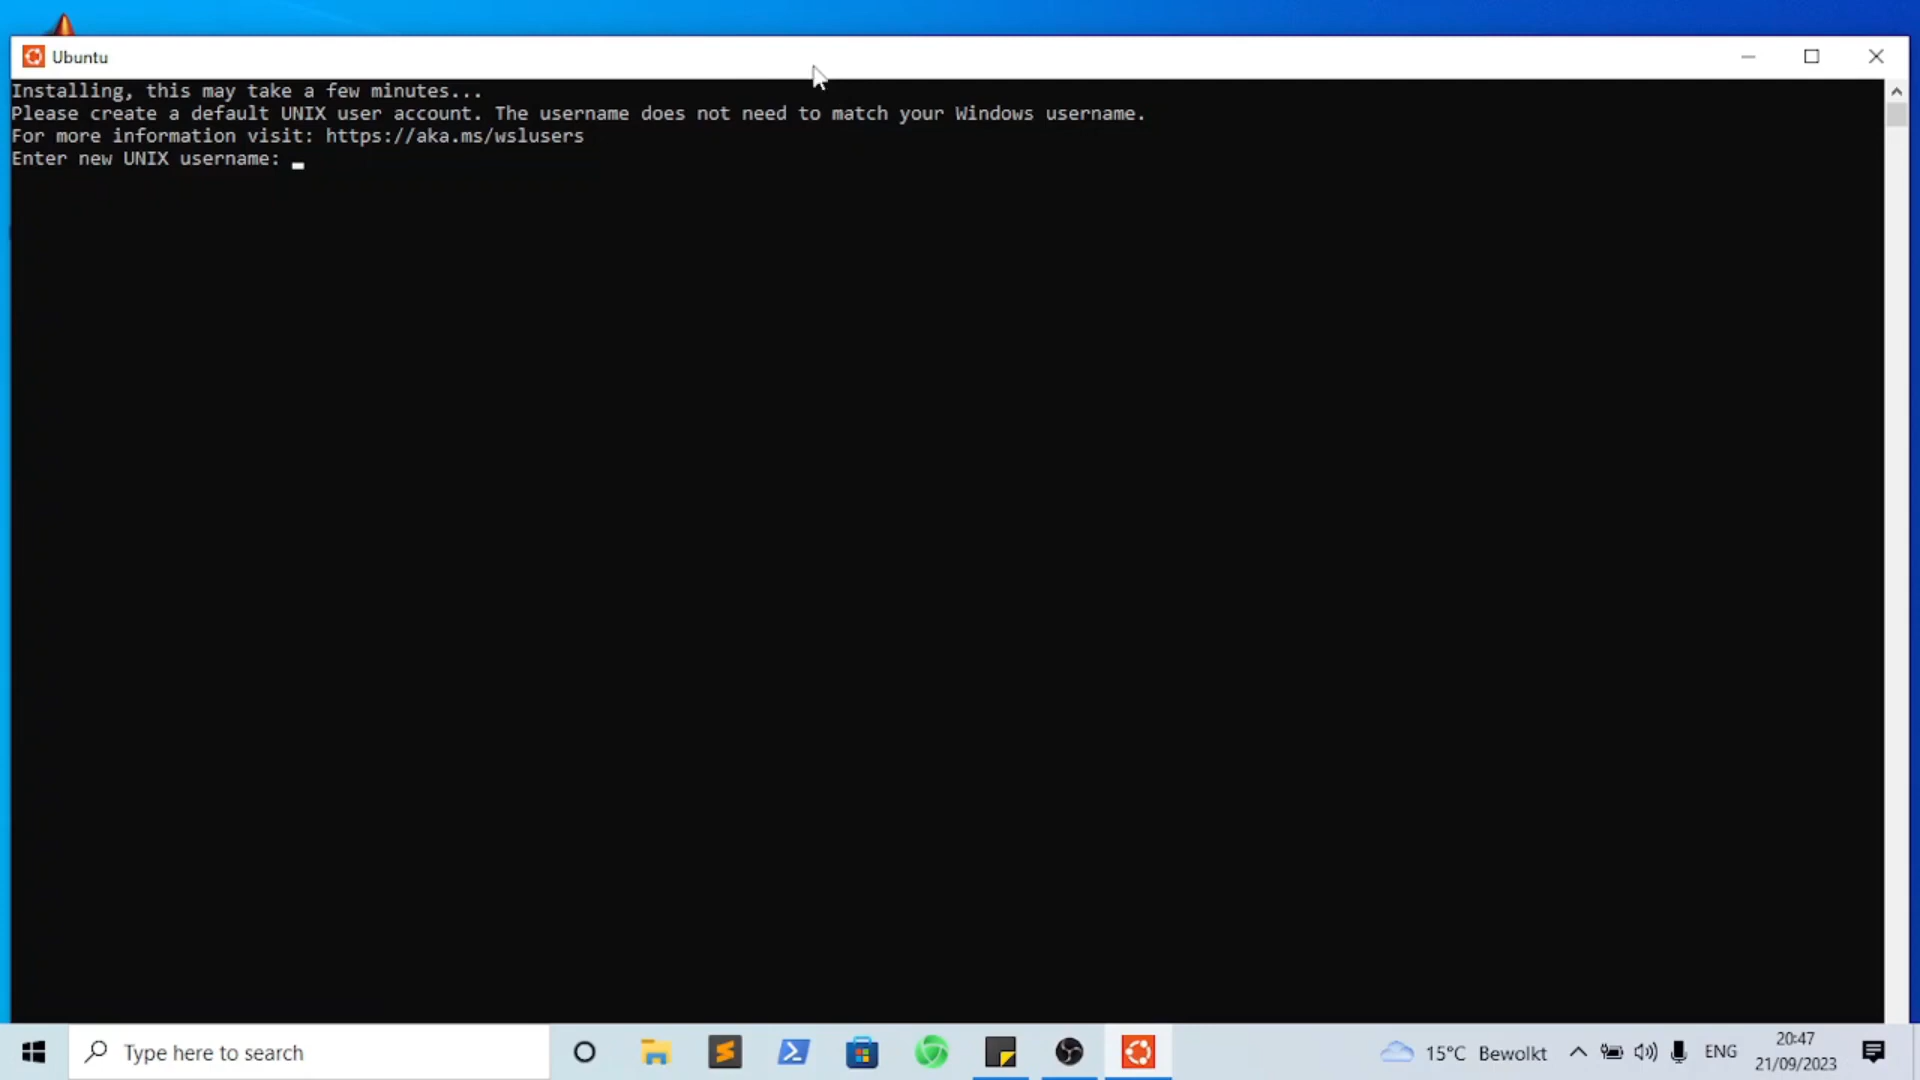 Ubuntu
Installing, this may take a few minutes...
Please create a default UNIX user account. The username does not need to match your Windows username.
For more information visit: https://aka.ms/wslusers
Enter new UNIX username:
Type here to search
15°C Bewolkt
ENG
20:47
21/09/2023